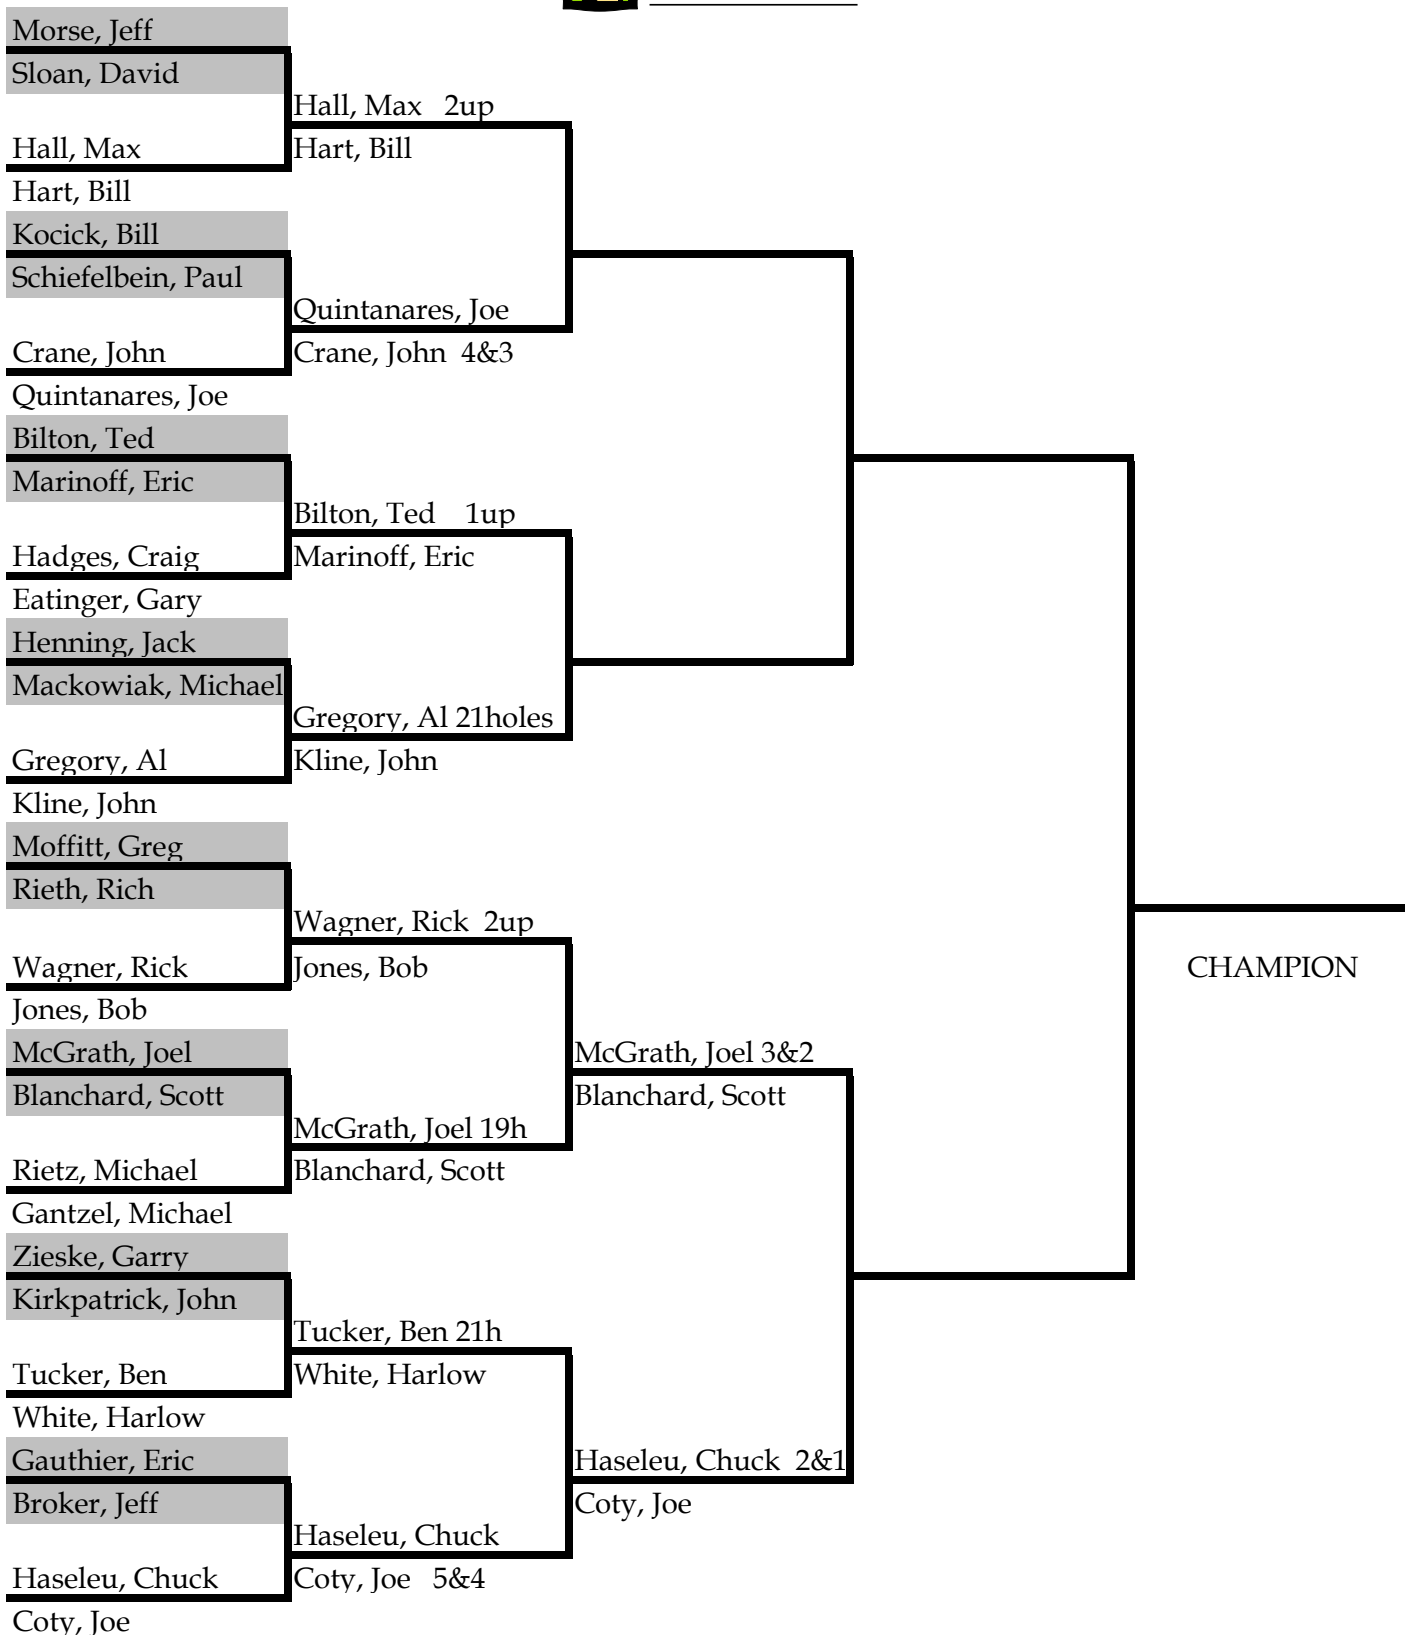 Morse, Jeff
Sloan, David
Hall, Max 2up
Hall, Max
Hart, Bill
Hart, Bill
Kocick, Bill
Schiefelbein, Paul
Quintanares, Joe
Crane, John
Crane, John 4&3
Quintanares, Joe
Bilton, Ted
Marinoff, Eric
Bilton, Ted 1up
Hadges, Craig
Marinoff, Eric
Eatinger, Gary
Henning, Jack
Mackowiak, Michael
Gregory, Al 21holes
Gregory, Al
Kline, John
Kline, John
Moffitt, Greg
Rieth, Rich
Wagner, Rick 2up
Wagner, Rick
Jones, Bob
CHAMPION
Jones, Bob
McGrath, Joel
McGrath, Joel 3&2
Blanchard, Scott
Blanchard, Scott
McGrath, Joel 19h
Rietz, Michael
Blanchard, Scott
Gantzel, Michael
Zieske, Garry
Kirkpatrick, John
Tucker, Ben 21h
Tucker, Ben
White, Harlow
White, Harlow
Gauthier, Eric
Haseleu, Chuck 2&1
Broker, Jeff
Coty, Joe
Haseleu, Chuck
Haseleu, Chuck
Coty, Joe 5&4
Coty, Joe